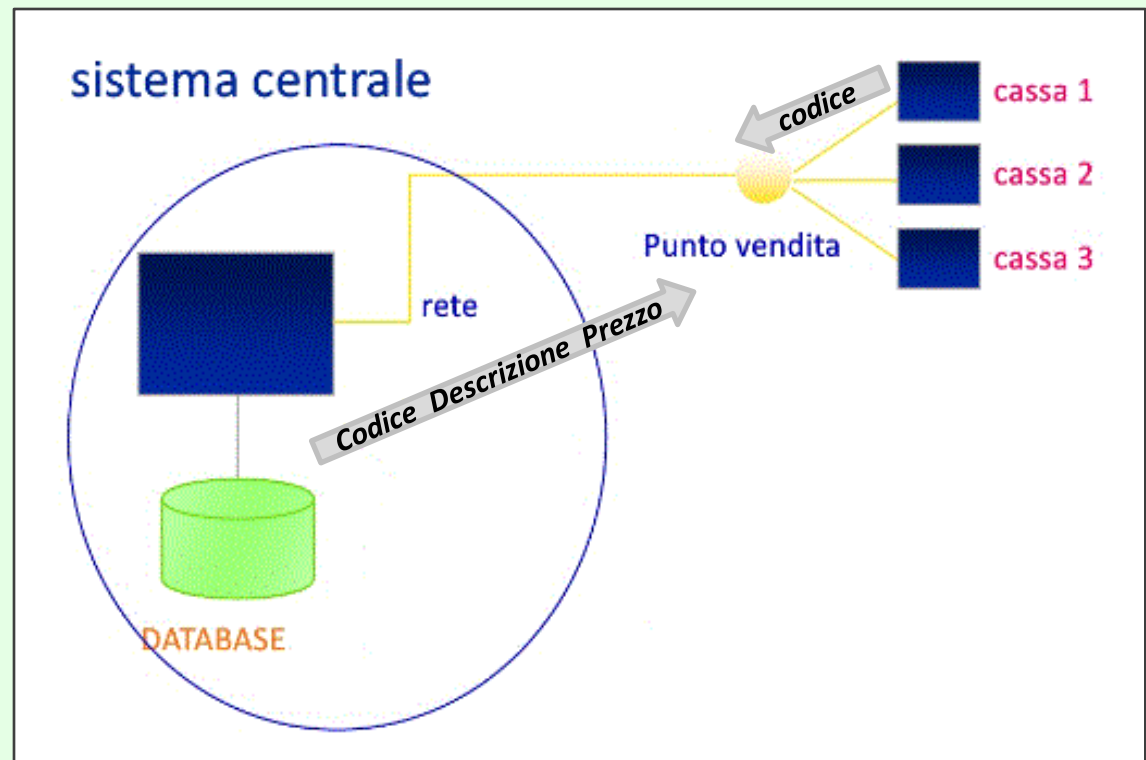 sistema centrale
codice
cassa 1
cassa 2
cassa 3
Punto vendita
rete
Codice Descrizione Prezzo
DATABASE